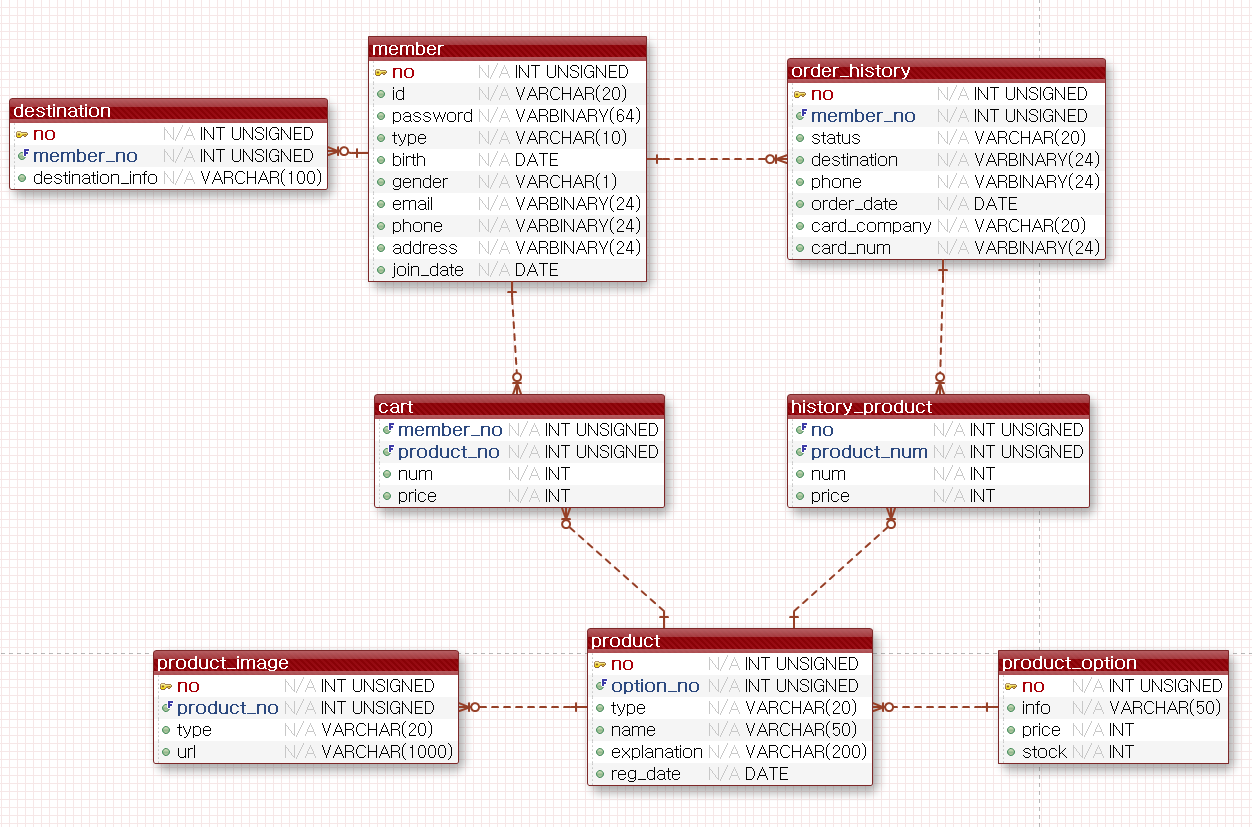 member
no N/A INT UNSIGNED
id N/A VARCHAR(20)
password N/A VARBINARY(64)
type N/A VARCHAR(10)
birth N/A DATE
gender N/A VARCHAR(1)
email N/A VARBINARY(24)
phone N/A VARBINARY(24)
address N/A VARBINARY(24)
join_date N/A DATE
order_history
no N/A INT UNSIGNED
member_no N/A INT UNSIGNED
status N/A VARCHAR(20)
destination N/A VARBINARY(24)
phone N/A VARBINARY(24)
order_date N/A DATE
card_company N/A VARCHAR(20)
card_num N/A VARBINARY(24)
destination
no N/A INT UNSIGNED
member_no N/A INT UNSIGNED
destination_info N/A VARCHAR(100)
cart
member_no N/A INT UNSIGNED
product_no N/A INT UNSIGNED
num N/A INT
price N/A INT
history_product
no N/A INT UNSIGNED
product_num N/A INT UNSIGNED
num N/A INT
price N/A INT
product_image
no N/A INT UNSIGNED
product_no N/A INT UNSIGNED
type N/A VARCHAR(20)
url N/A VARCHAR(1000)
product
no N/A INT UNSIGNED
option_no N/A INT UNSIGNED
type N/A VARCHAR(20)
name N/A VARCHAR(50)
explanation N/A VARCHAR(200)
reg_date N/A DATE
product_option
no N/A INT UNSIGNED
info N/A VARCHAR(50)
price N/A INT
stock N/A INT